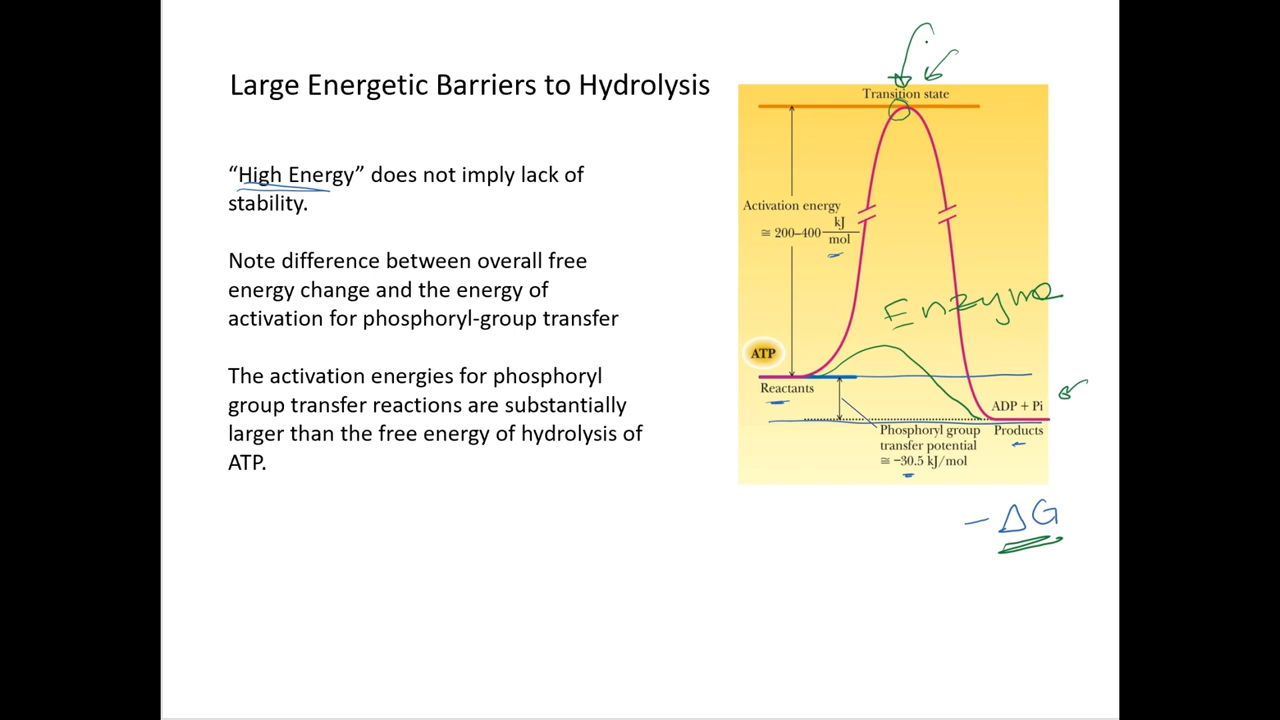 Large Energetic Barriers to Hydrolysis
“High Energy” does not imply lack of
stability.
Note difference between overall free
energy change and the energy of
activation for phosphoryl-group transfer
The activation energies for phosphoryl
group transfer reactions are substantially
larger than the free energy of hydrolysis of
ATP.
Transition state
Activation energy
≅ 200–400 kJ/mol
Enzyme
ATP
Reactants
ADP + Pi
Products
Phosphoryl group
transfer potential
≅ −30.5 kJ/mol
− ΔG